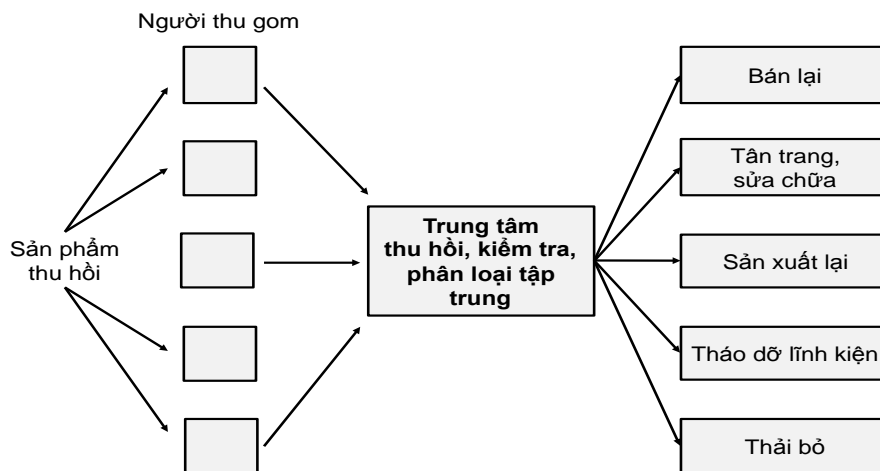 Người thu gom
Sản phẩm
thu hồi
Trung tâm
thu hồi, kiểm tra,
phân loại tập
trung
Bán lại
Tân trang,
sửa chữa
Sản xuất lại
Tháo dỡ lĩnh kiện
Thải bỏ